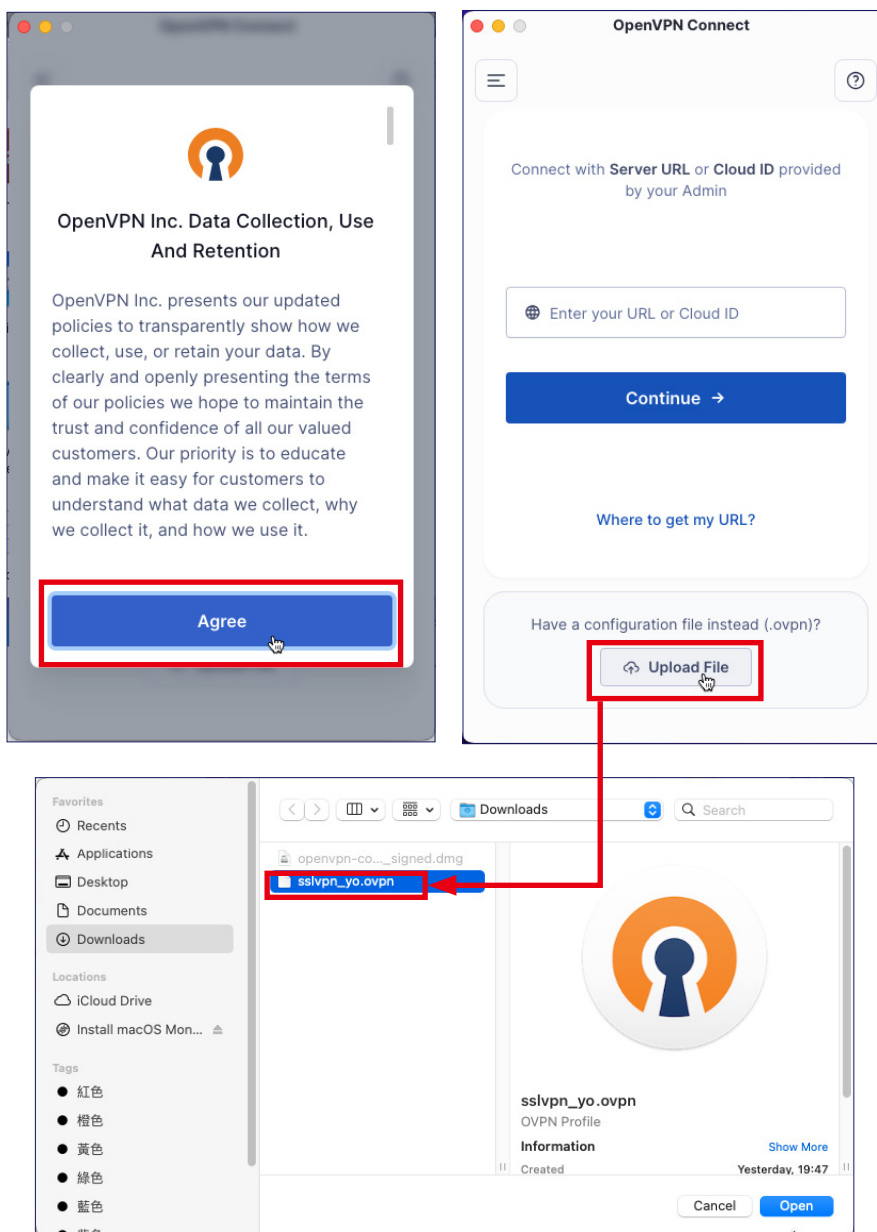 OpenVPN Inc. Data Collection, Use
And Retention
OpenVPN Inc. presents our updated
policies to transparently show how we
collect, use, or retain your data. By
clearly and openly presenting the terms
of our policies we hope to maintain the
trust and confidence of all our valued
customers. Our priority is to educate
and make it easy for customers to
understand what data we collect, why
we collect it, and how we use it.
Agree
OpenVPN Connect
Connect with Server URL or Cloud ID provided
by your Admin
Enter your URL or Cloud ID
Continue →
Where to get my URL?
Have a configuration file instead (.ovpn)?
Upload File
Favorites
Recents
Applications
Desktop
Documents
Downloads
Locations
iCloud Drive
Install macOS Mon...
Tags
紅色
橙色
黃色
綠色
藍色
Downloads
Search
openvpn-co..._signed.dmg
sslvpn_yo.ovpn
sslvpn_yo.ovpn
OVPN Profile
Information
Show More
Created
Yesterday, 19:47
Cancel
Open